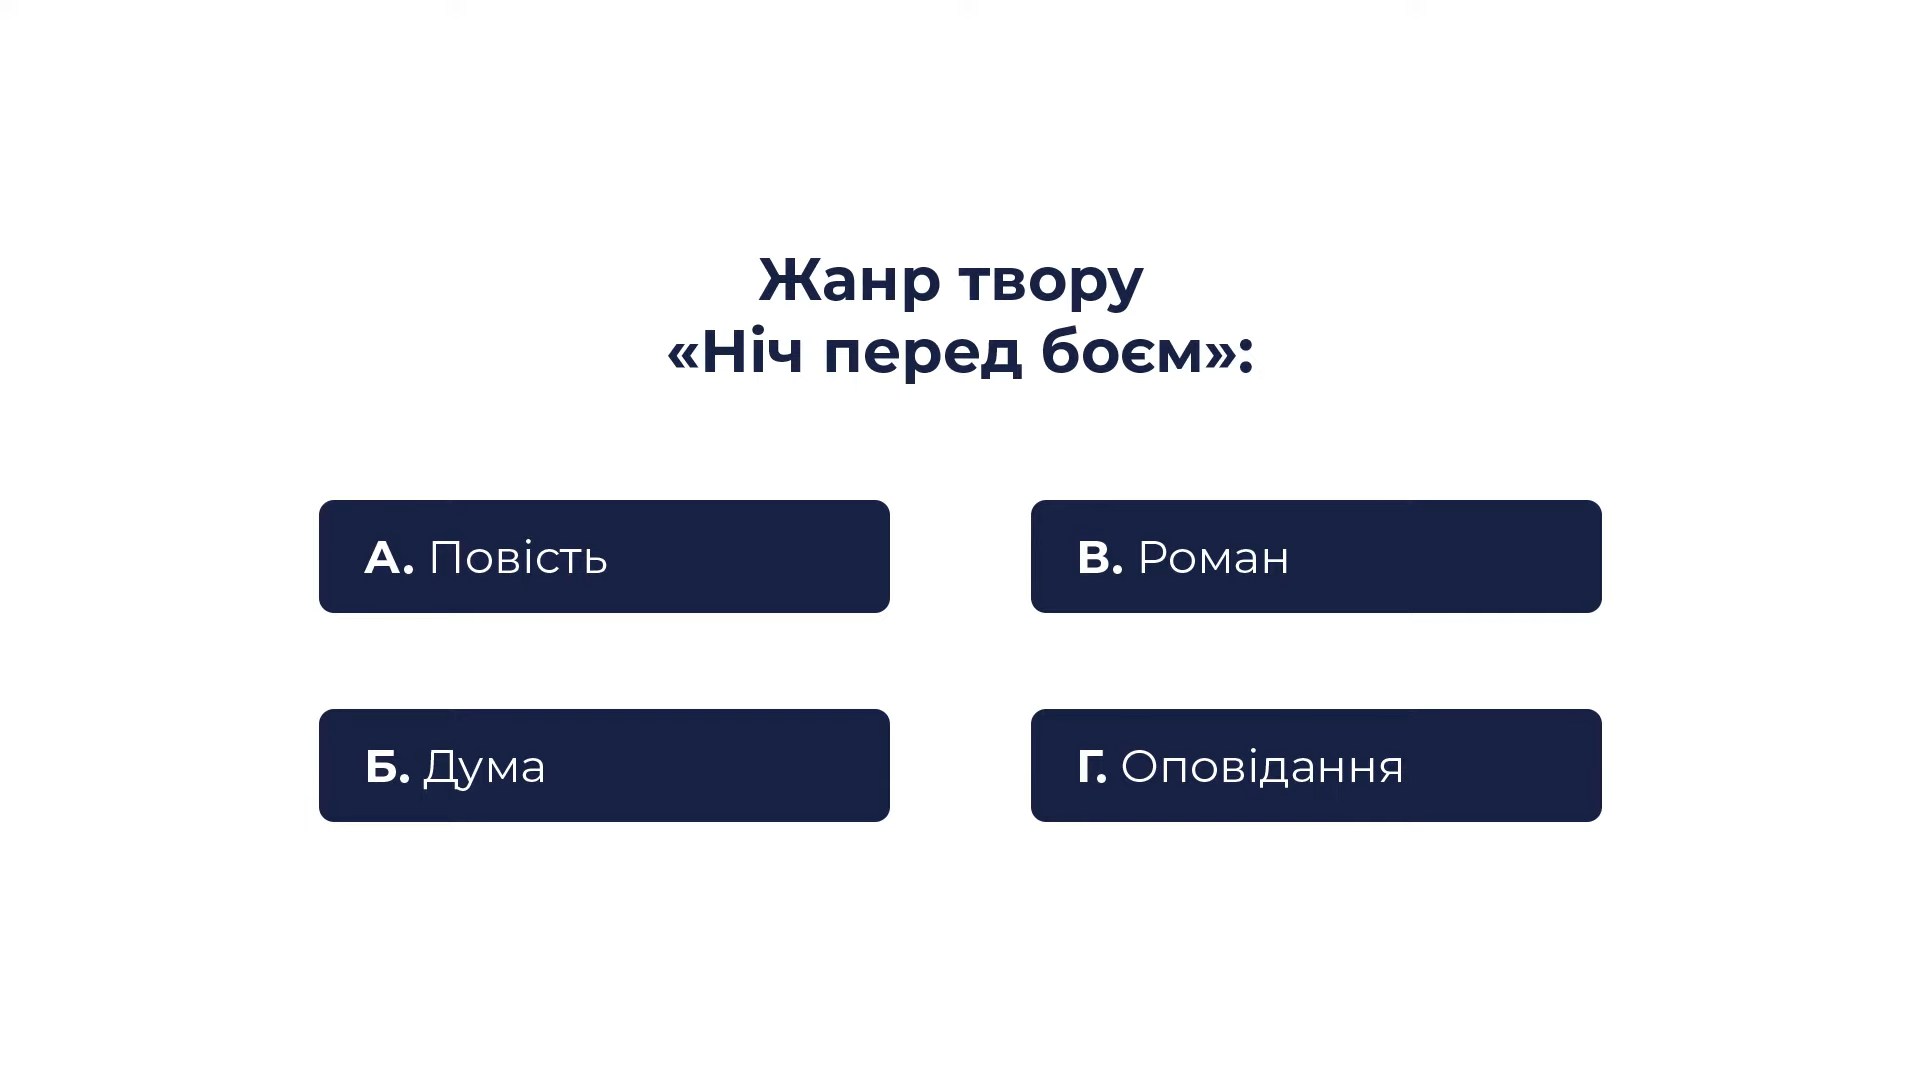 Жанр твору
«Ніч перед боєм»:
А. Повість
В. Роман
Б. Дума
Г. Оповідання